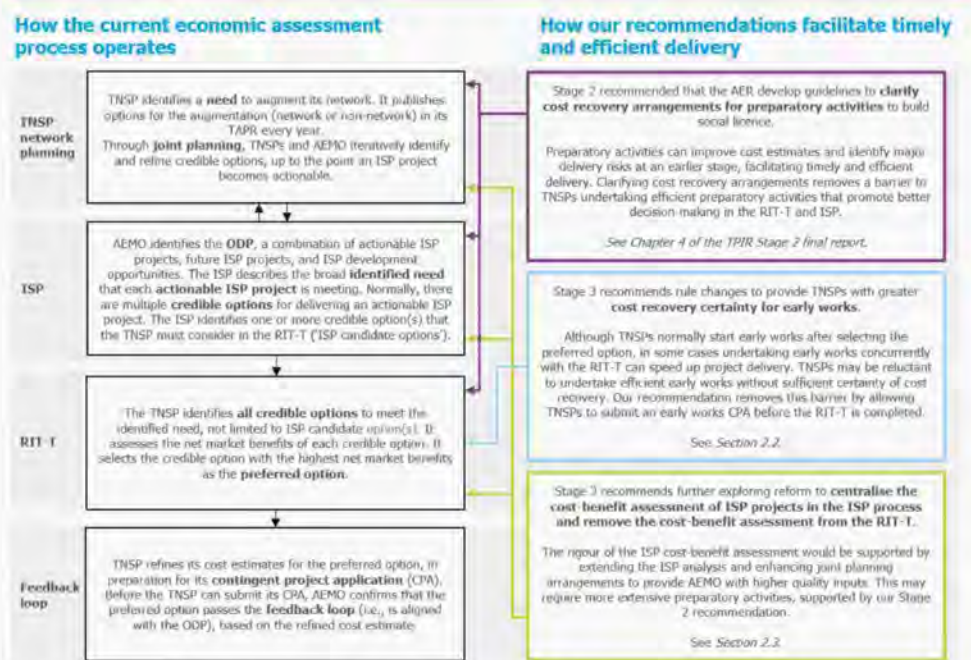 How the current economic assessment
process operates
How our recommendations facilitate timely
and efficient delivery
TNSP
network
planning
TNSP identifies a need to augment its network. It publishes
options for the augmentation (network or non-network) in its
TAPR every year.
Through joint planning, TNSPs and AEMO iteratively identify
and refine credible options, up to the point an ISP project
becomes actionable.
ISP
AEMO identifies the ODP, a combination of actionable ISP
projects, future ISP projects, and ISP development
opportunities. The ISP describes the broad identified need
that each actionable ISP project is meeting. Normally, there
are multiple credible options for delivering an actionable ISP
project. The ISP identifies one or more credible option(s) that
the TNSP must consider in the RIT-T ('ISP candidate options').
RIT-T
The TNSP identifies all credible options to meet the
identified need, not limited to ISP candidate option(s). It
assesses the net market benefits of each credible option. It
selects the credible option with the highest net market benefits
as the preferred option.
Feedback
loop
TNSP refines its cost estimates for the preferred option, in
preparation for its contingent project application (CPA).
Before the TNSP can submit its CPA, AEMO confirms that the
preferred option passes the feedback loop (i.e., is aligned
with the ODP), based on the refined cost estimate
Stage 2 recommended that the AER develop guidelines to clarify
cost recovery arrangements for preparatory activities to build
social licence.
Preparatory activities can improve cost estimates and identify major
delivery risks at an earlier stage, facilitating timely and efficient
delivery. Clarifying cost recovery arrangements removes a barrier to
TNSPs undertaking efficient preparatory activities that promote better
decision-making in the RIT-T and ISP.
See Chapter 4 of the TPIR Stage 2 final report.
Stage 3 recommends rule changes to provide TNSPs with greater
cost recovery certainty for early works.
Although TNSPs normally start early works after selecting the
preferred option, in some cases undertaking early works concurrently
with the RIT-T can speed up project delivery. TNSPs may be reluctant
to undertake efficient early works without sufficient certainty of cost
recovery. Our recommendation removes this barrier by allowing
TNSPs to submit an early works CPA before the RIT-T is completed.
See Section 2.2.
Stage 3 recommends further exploring reform to centralise the
cost-benefit assessment of ISP projects in the ISP process
and remove the cost-benefit assessment from the RIT-T.
The rigour of the ISP cost-benefit assessment would be supported by
extending the ISP analysis and enhancing joint planning
arrangements to provide AEMO with higher quality inputs. This may
require more extensive preparatory activities, supported by our Stage
2 recommendation.
See Section 2.3.